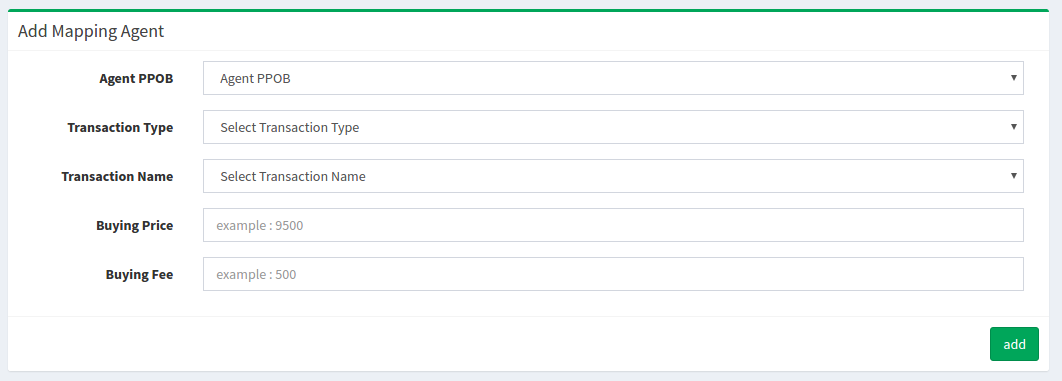 Add Mapping Agent
Agent PPOB Agent PPOB
Transaction Type Select Transaction Type
Transaction Name Select Transaction Name
Buying Price example : 9500
Buying Fee example : 500
add